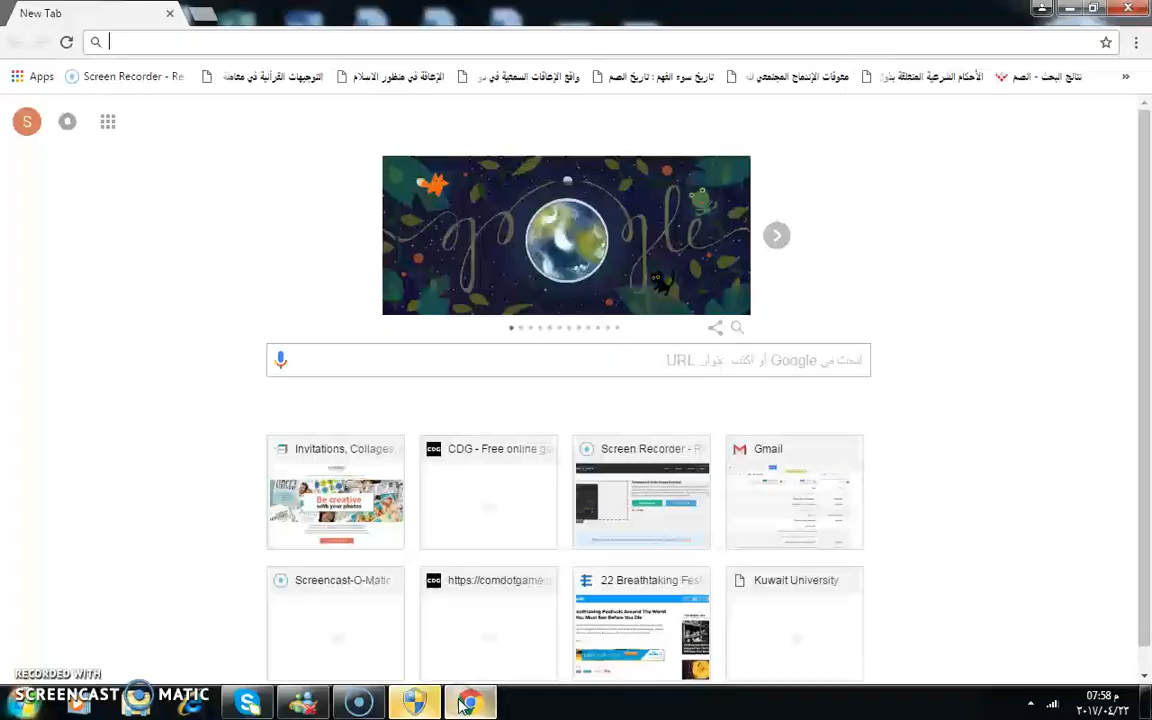 New Tab
Apps
Screen Recorder - Re
التوجيهات القرآنية في معاملة
الإعاقة في منظور الاسلام
واقع الإعاقات السمعية في دو
تاريخ سوء الفهم : تاريخ الصم
معوقات الإندماج المجتمعي لذ
الأحكام الشرعية المتعلقة بذوي
نتائج البحث - الصم
S
google
ابحث في Google أو اكتب عنوان URL
Invitations, Collages,
CDG - Free online ga
Screen Recorder - R
Gmail
Be creative
with your photos
Screencast-O-Matic
https://comdotgame
22 Breathtaking Fest
Kuwait University
RECORDED WITH
SCREENCAST MATIC
07:58 م
٢٠١٧/٠٤/٢٢